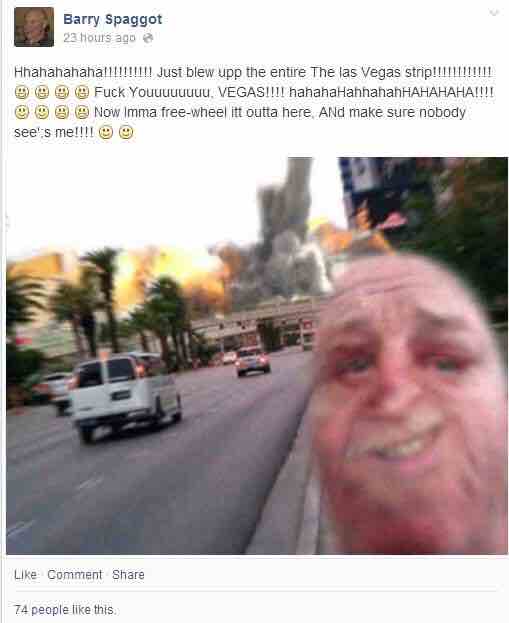 Barry Spaggot
23 hours ago
Hhahahahaha!!!!!!!!!! Just blew upp the entire The las Vegas strip!!!!!!!!!!!!
Fuck Youuuuuuuu, VEGAS!!!! hahahaHahhahahHAHAHAHA!!!!
Now Imma free-wheel itt outta here, ANd make sure nobody
see';s me!!!!
Like · Comment · Share
74 people like this.